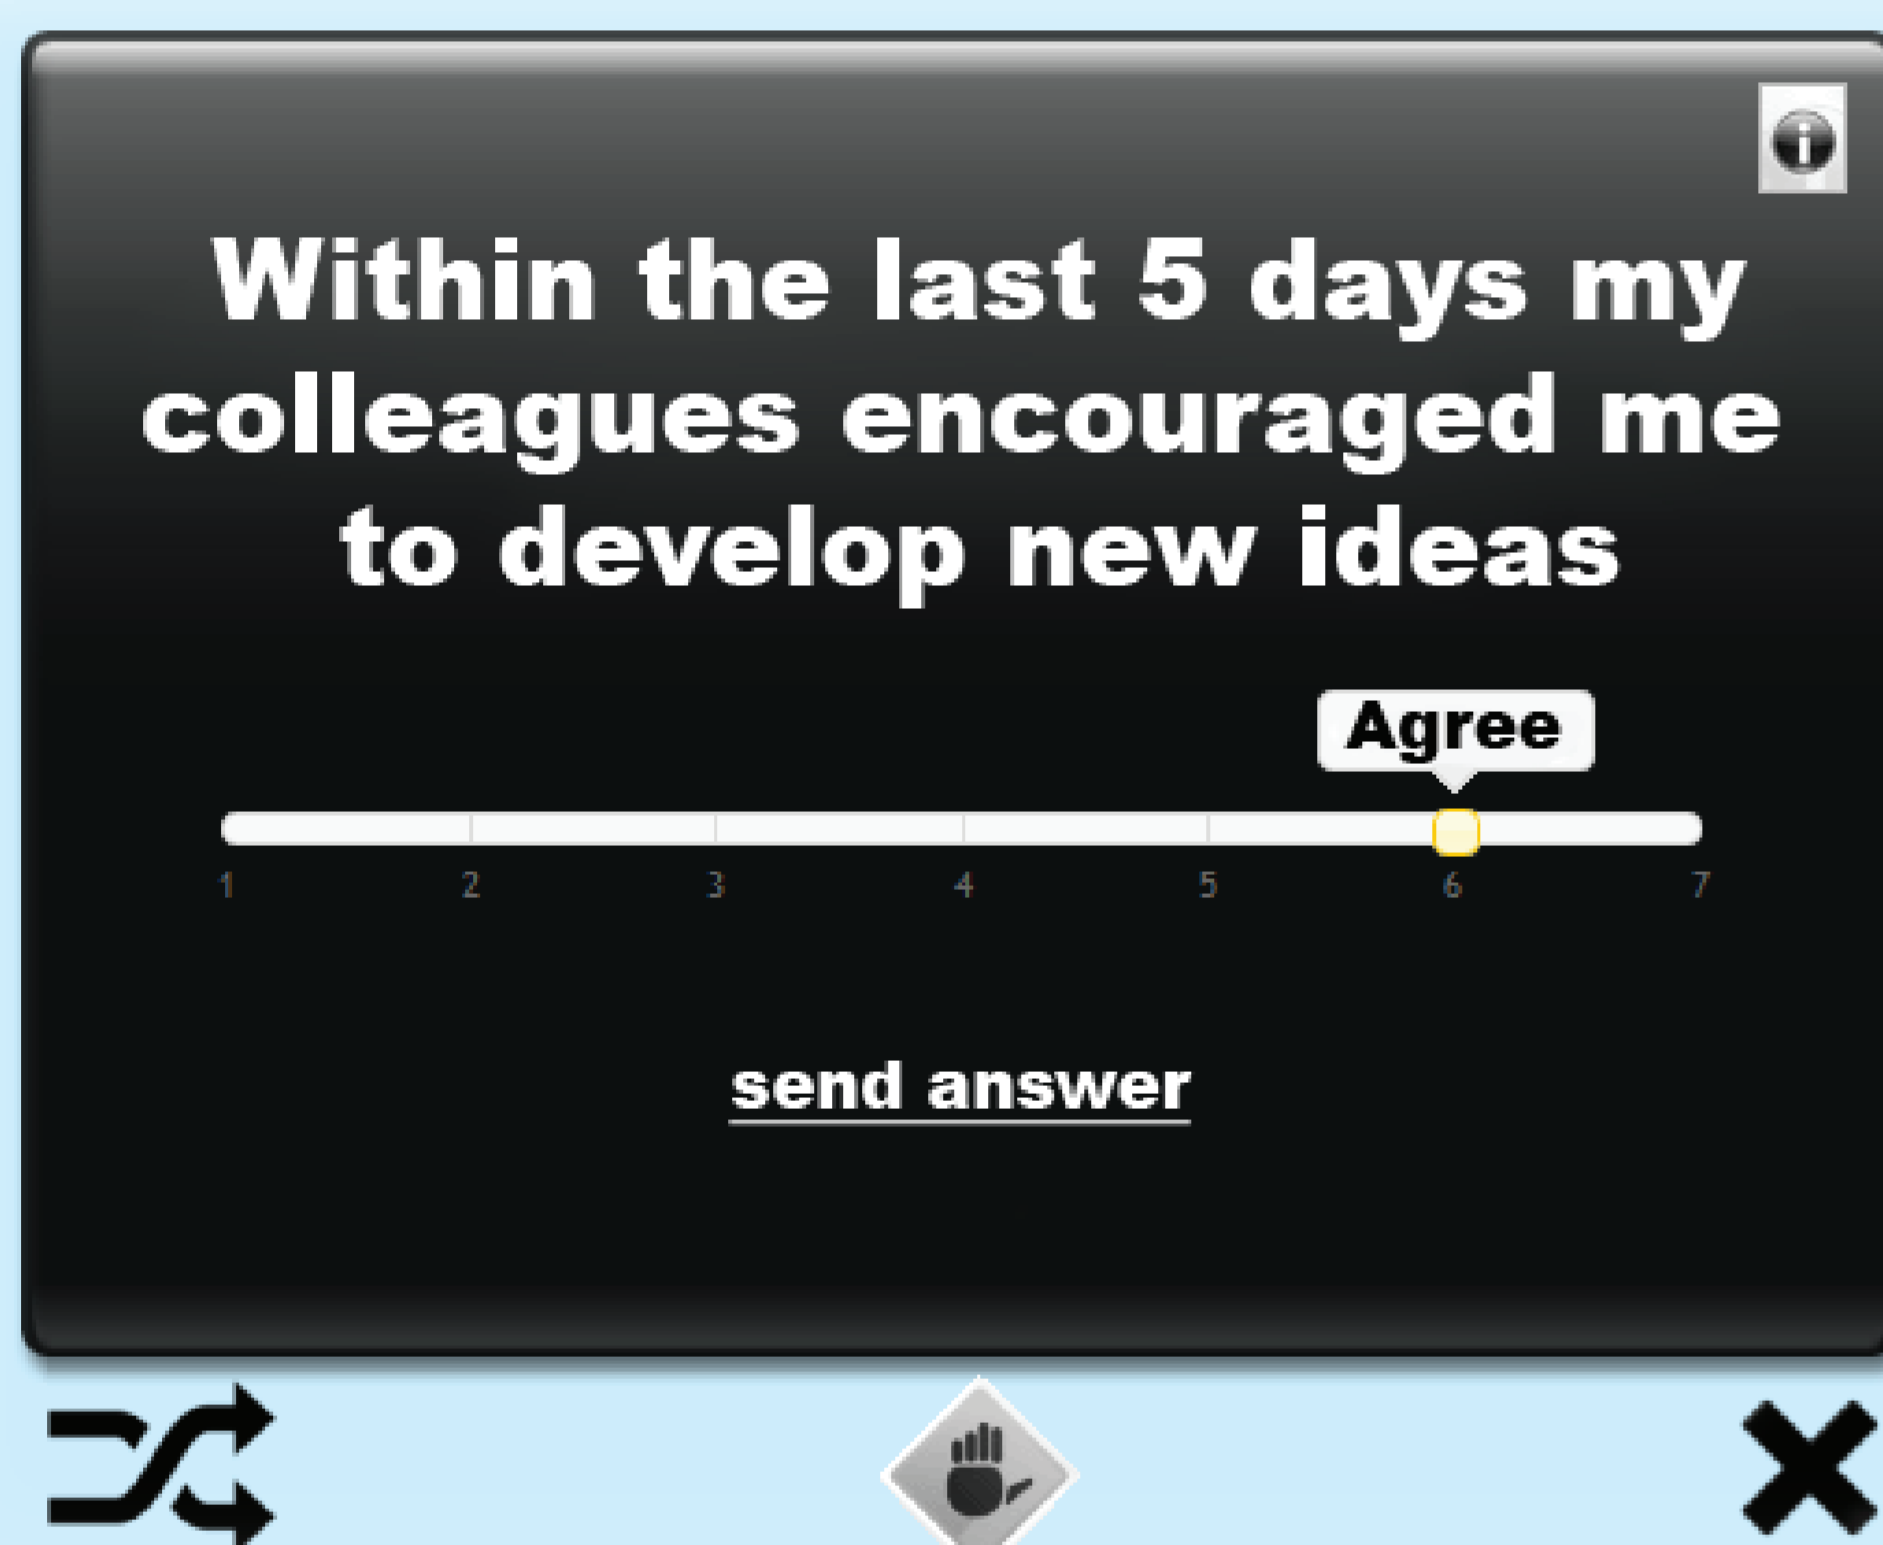 i
Within the last 5 days my
colleagues encouraged me
to develop new ideas
Agree
1 2 3 4 5 6 7
send answer